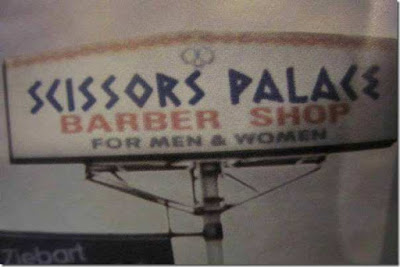 SCISSORS PALACE
BARBER SHOP
FOR MEN & WOMEN
Ziebart